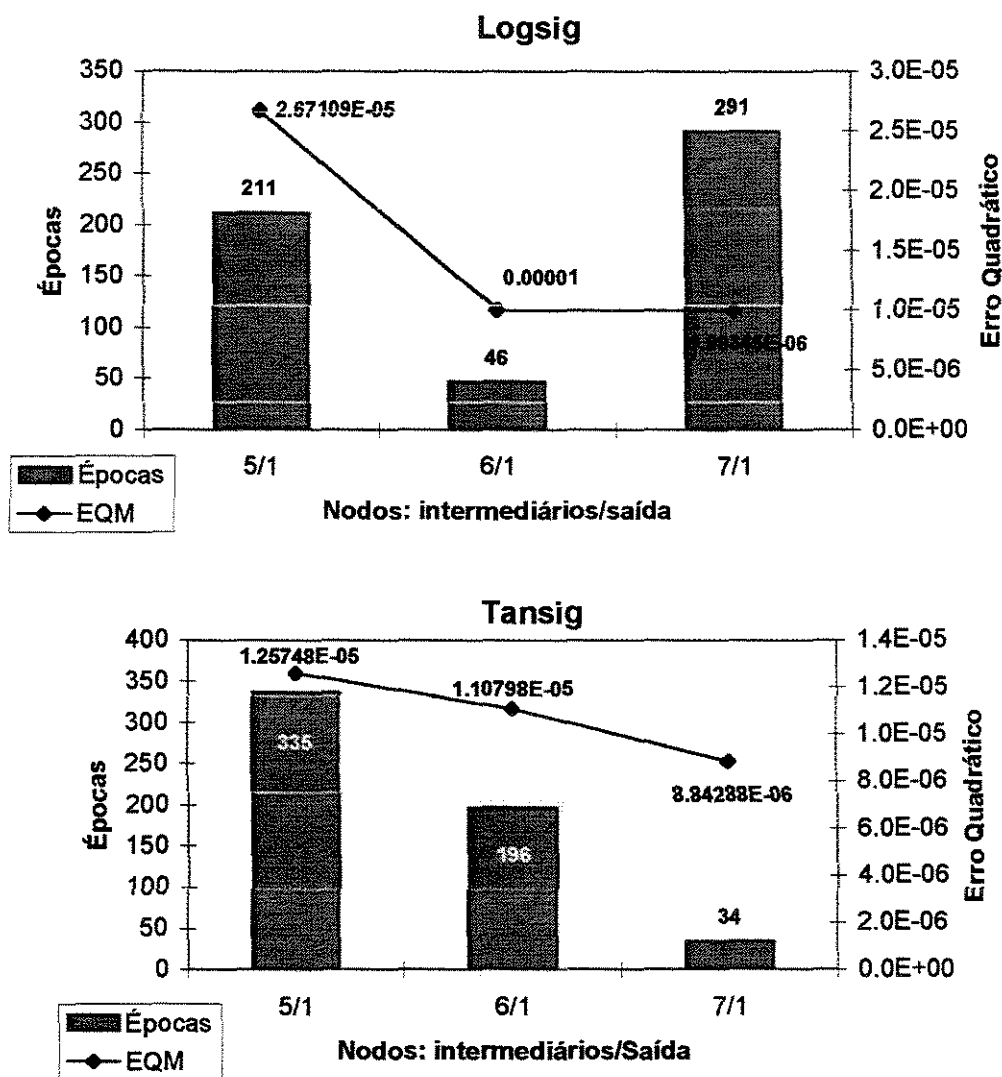 Logsig
350
300
250
200
150
100
50
0
Épocas
3.0E-05
2.5E-05
2.0E-05
1.5E-05
1.0E-05
5.0E-06
0.0E+00
Erro Quadrático
2.67109E-05
211
0.00001
46
291
5/1
6/1
7/1
Nodos: intermediários/saída
Épocas
EQM
Tansig
400
350
300
250
200
150
100
50
0
Épocas
1.4E-05
1.2E-05
1.0E-05
8.0E-06
6.0E-06
4.0E-06
2.0E-06
0.0E+00
Erro Quadrático
1.25748E-05
335
1.10798E-05
196
8.84288E-06
34
5/1
6/1
7/1
Nodos: intermediários/Saída
Épocas
EQM